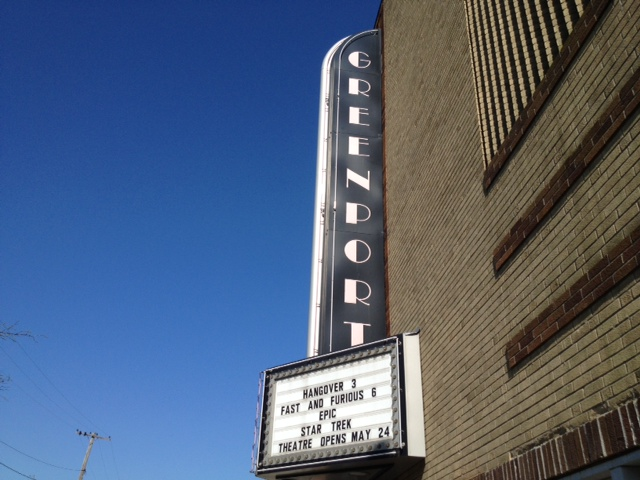 GREENPORT
HANGOVER 3
FAST AND FURIOUS 6
EPIC
STAR TREK
THEATRE OPENS MAY 24